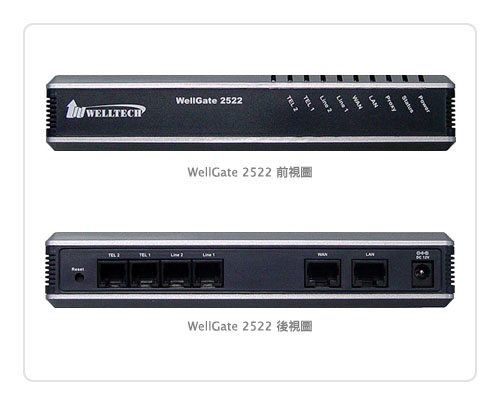 WELLTECH
WellGate 2522
TEL 2
TEL 1
Line 2
Line 1
WAN
LAN
Proxy
Status
Power
WellGate 2522 前視圖
Reset
TEL 2
TEL 1
Line 2
Line 1
WAN
LAN
DC 12V
WellGate 2522 後視圖